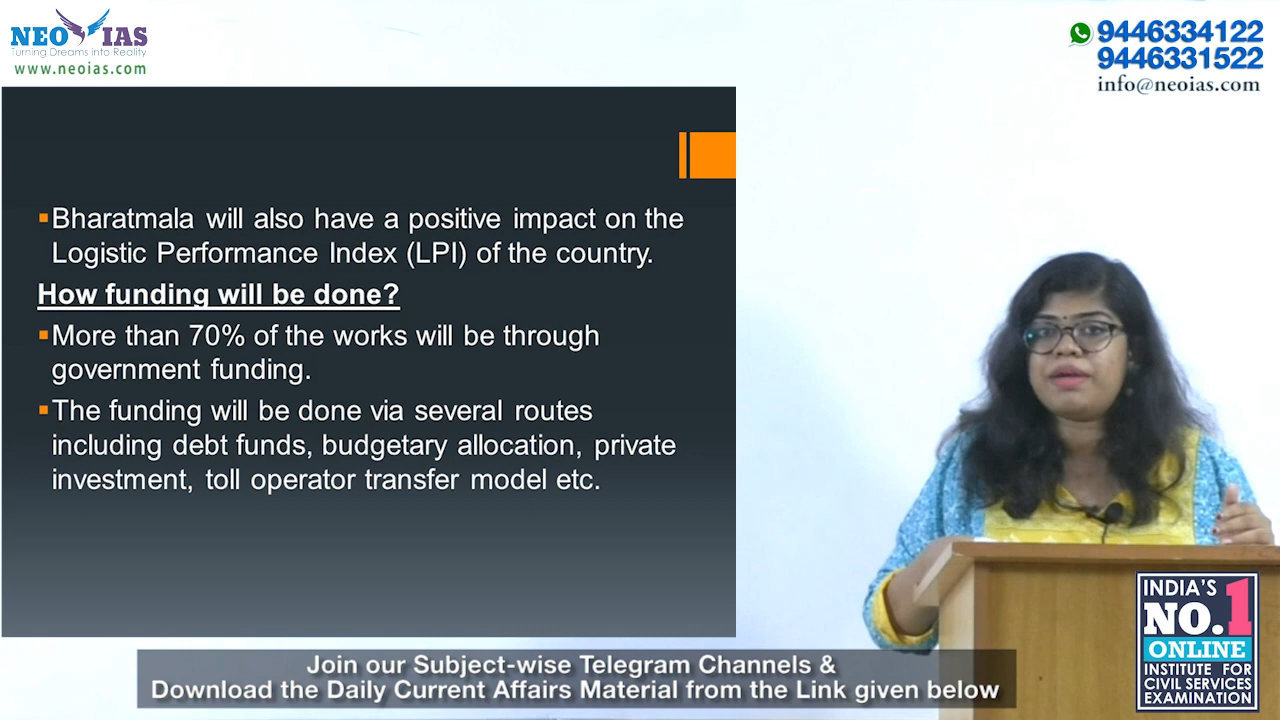 NEO IAS
Turning Dreams into Reality
www.neoias.com
9446334122
9446331522
info@neoias.com
▪Bharatmala will also have a positive impact on the
Logistic Performance Index (LPI) of the country.
How funding will be done?
▪More than 70% of the works will be through
government funding.
▪The funding will be done via several routes
including debt funds, budgetary allocation, private
investment, toll operator transfer model etc.
INDIA'S
NO.1
ONLINE
INSTITUTE FOR
CIVIL SERVICES
EXAMINATION
Join our Subject-wise Telegram Channels &
Download the Daily Current Affairs Material from the Link given below